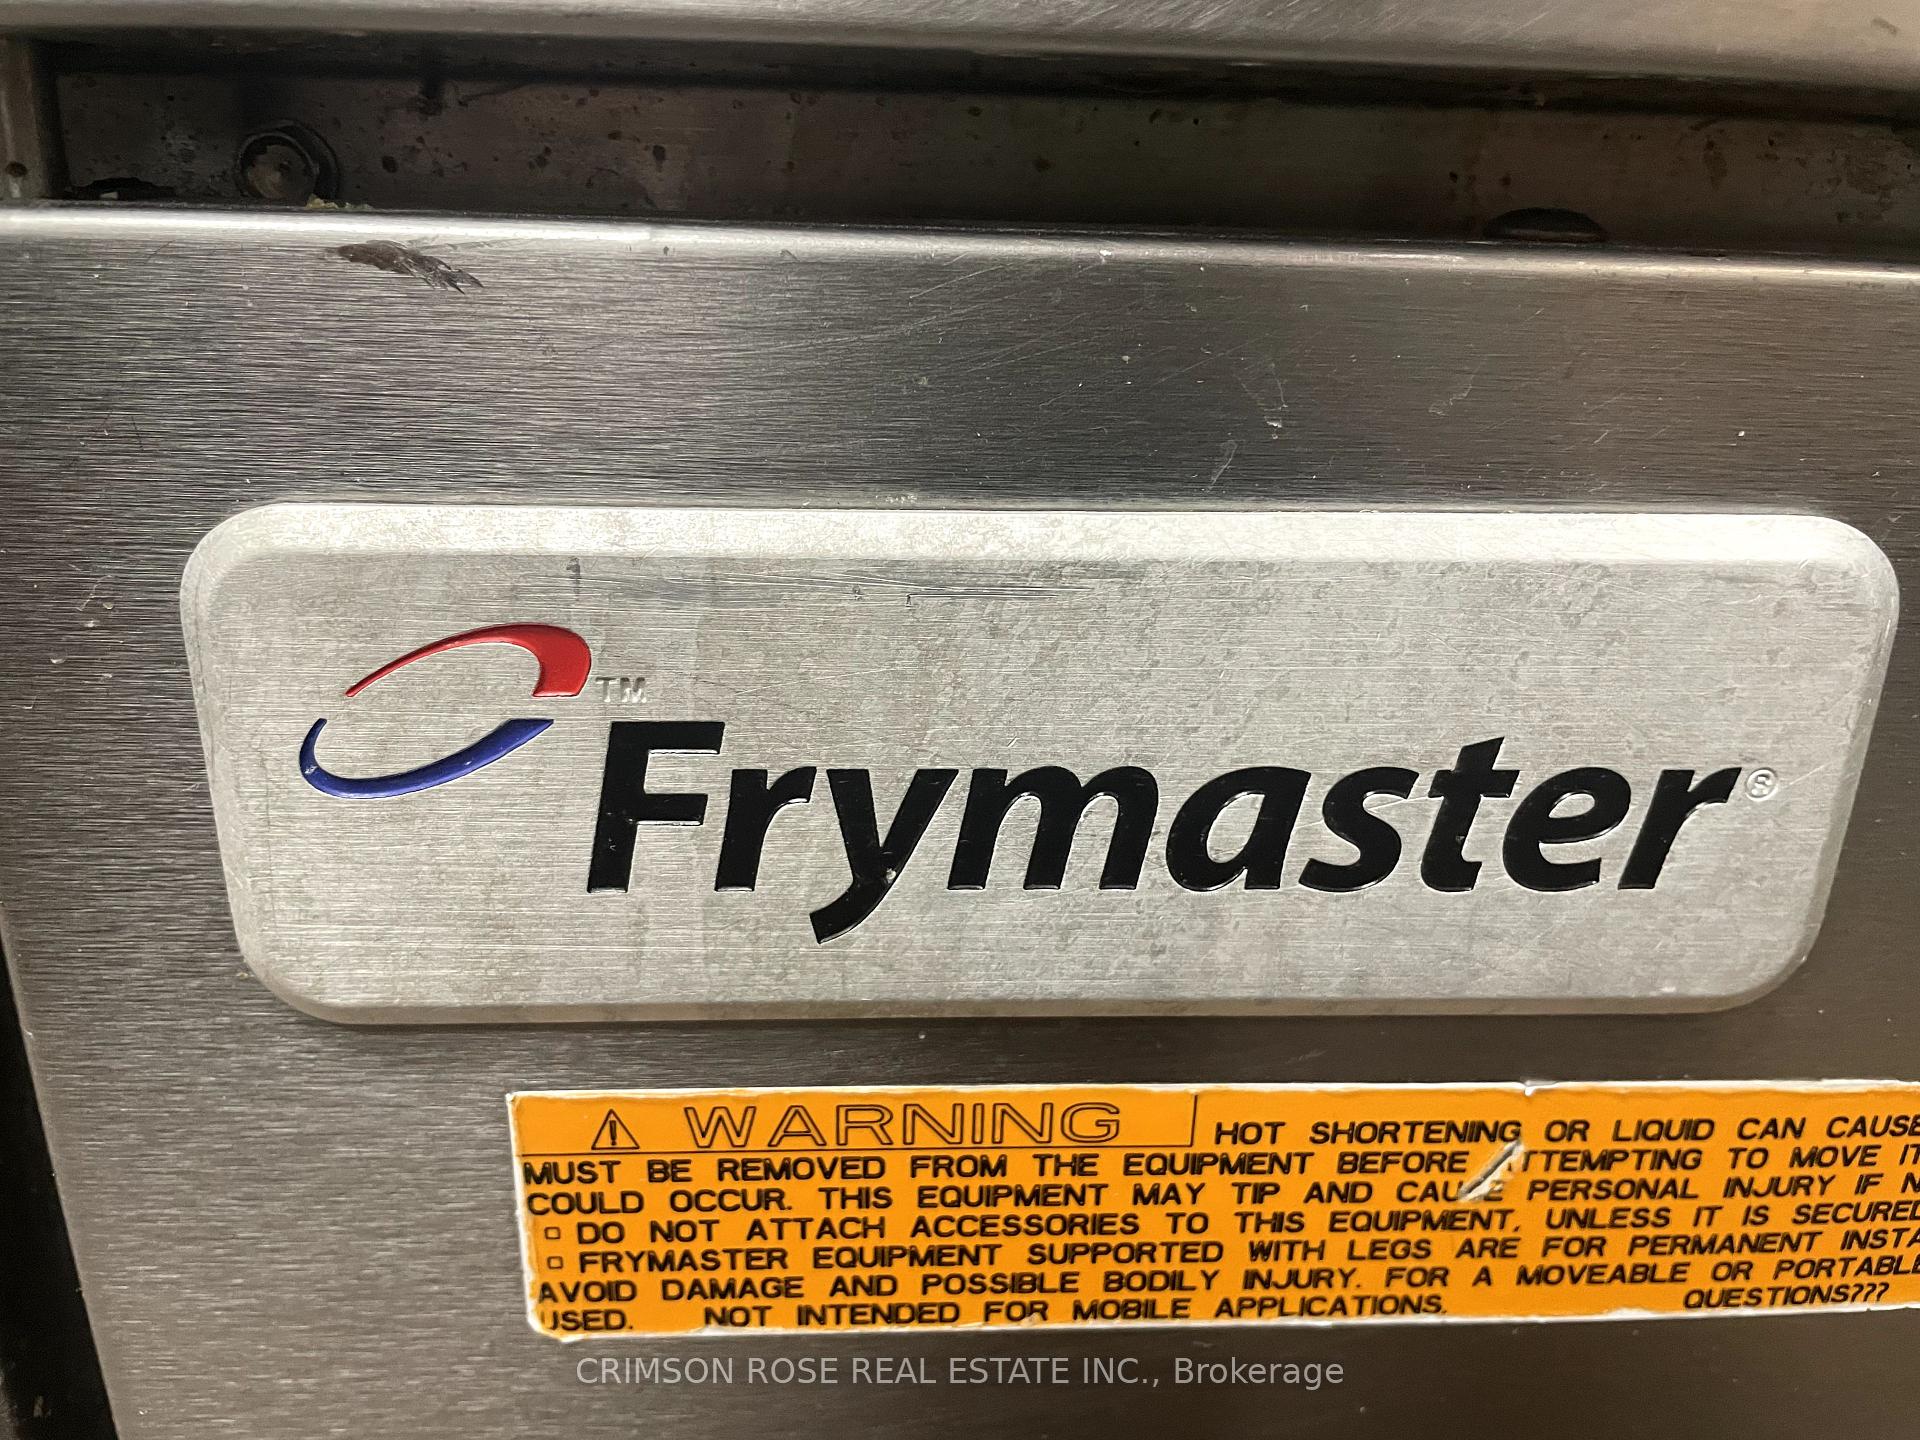 ™
Frymaster®
⚠ WARNING HOT SHORTENING OR LIQUID CAN CAUSE
MUST BE REMOVED FROM THE EQUIPMENT BEFORE ATTEMPTING TO MOVE IT
COULD OCCUR. THIS EQUIPMENT MAY TIP AND CAUSE PERSONAL INJURY IF N
▫ DO NOT ATTACH ACCESSORIES TO THIS EQUIPMENT, UNLESS IT IS SECURED
▫ FRYMASTER EQUIPMENT SUPPORTED WITH LEGS ARE FOR PERMANENT INSTA
AVOID DAMAGE AND POSSIBLE BODILY INJURY. FOR A MOVEABLE OR PORTABLE
USED. NOT INTENDED FOR MOBILE APPLICATIONS. QUESTIONS???
CRIMSON ROSE REAL ESTATE INC., Brokerage